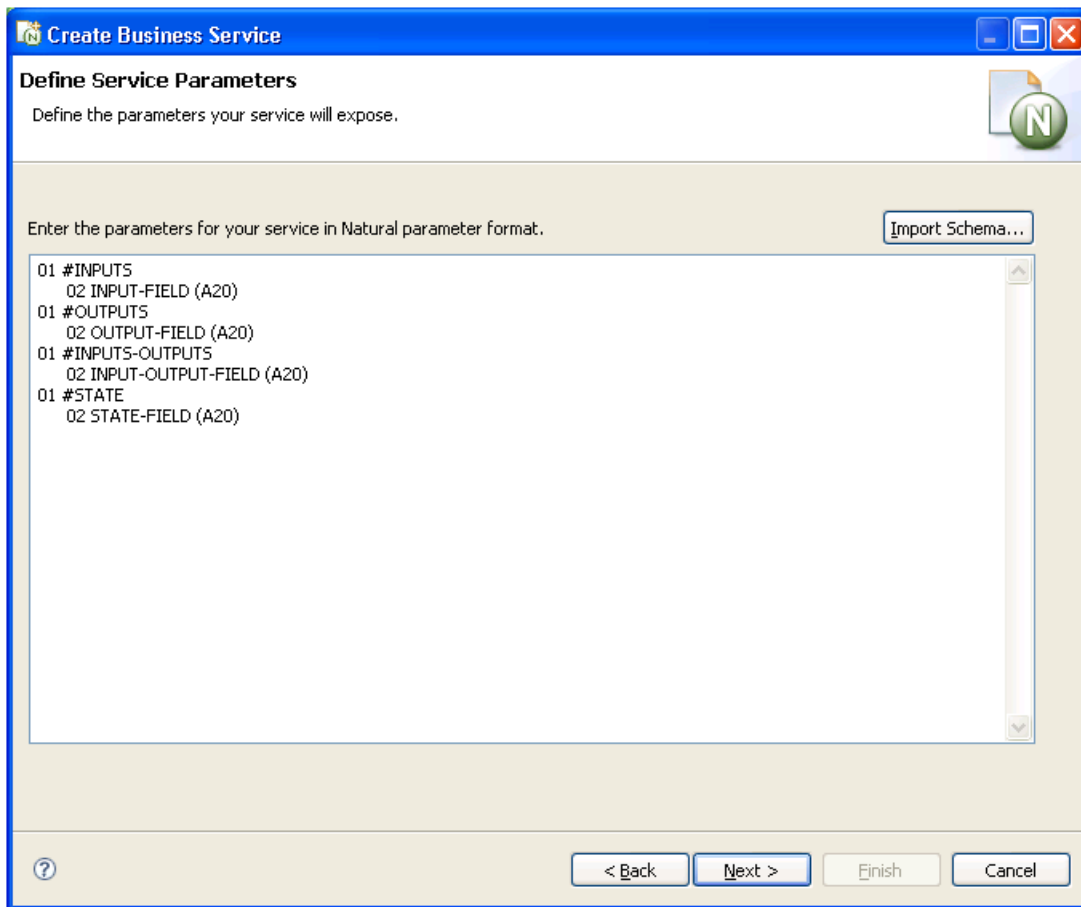 Create Business Service
Define Service Parameters
Define the parameters your service will expose.
N
Enter the parameters for your service in Natural parameter format.
Import Schema...
01 #INPUTS
02 INPUT-FIELD (A20)
01 #OUTPUTS
02 OUTPUT-FIELD (A20)
01 #INPUTS-OUTPUTS
02 INPUT-OUTPUT-FIELD (A20)
01 #STATE
02 STATE-FIELD (A20)
?
< Back
Next >
Finish
Cancel